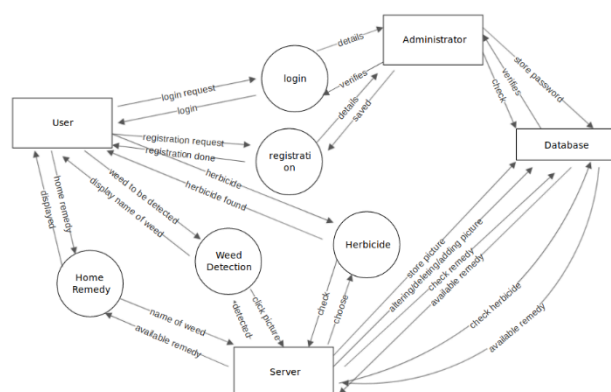 details
Administrator
login
verifies
store password
verifies
check
login request
login
User
details
saved
registration request
registration done
registrati
on
Database
herbicide
herbicide found
weed to be detected
display name of weed
home remedy
displayed
Herbicide
Weed
Detection
Home
Remedy
store picture
altering/deleting/adding picture
check remedy
available remedy
click picture
*detected-
check
choose
name of weed
available remedy
check herbicide
available remedy
Server